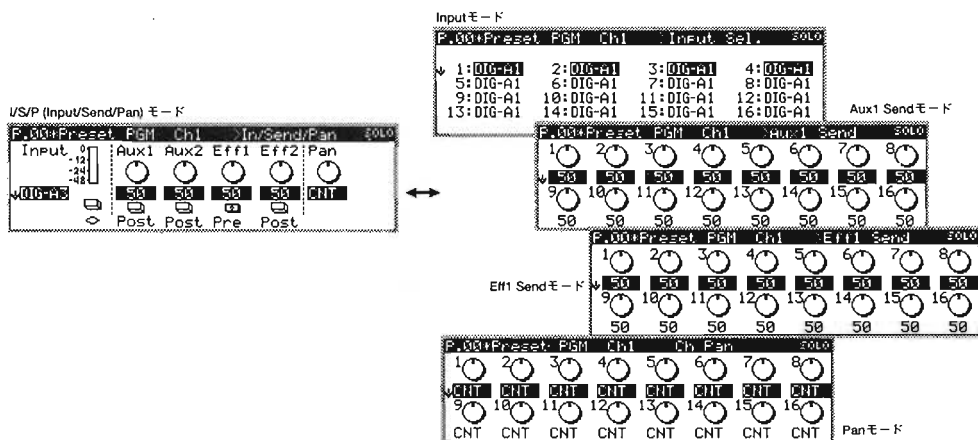 Inputモード
P.00*Preset PGM Ch1 >Input Sel. SOLO
1:DIG-A1 2:DIG-A1 3:DIG-A1 4:DIG-A1
5:DIG-A1 6:DIG-A1 7:DIG-A1 8:DIG-A1
9:DIG-A1 10:DIG-A1 11:DIG-A1 12:DIG-A1
13:DIG-A1 14:DIG-A1 15:DIG-A1 16:DIG-A1
I/S/P (Input/Send/Pan) モード
P.00*Preset PGM Ch1 >In/Send/Pan SOLO
Input 0 Aux1 Aux2 Eff1 Eff2 Pan
-12
-24
-48
DIG-A3 50 50 50 50 CNT
Post Post Pre Post
Aux1 Sendモード
P.00*Preset PGM Ch1 >Aux1 Send SOLO
1 2 3 4 5 6 7 8
50 50 50 50 50 50 50 50
9 10 11 12 13 14 15 16
50 50 50 50 50 50 50 50
Eff1 Sendモード
P.00*Preset PGM Ch1 >Eff1 Send SOLO
1 2 3 4 5 6 7 8
50 50 50 50 50 50 50 50
9 10 11 12 13 14 15 16
50 50 50 50 50 50 50 50
P.00*Preset PGM Ch1 Ch Pan SOLO
1 2 3 4 5 6 7 8
CNT CNT CNT CNT CNT CNT CNT CNT
9 10 11 12 13 14 15 16
CNT CNT CNT CNT CNT CNT CNT CNT
Panモード